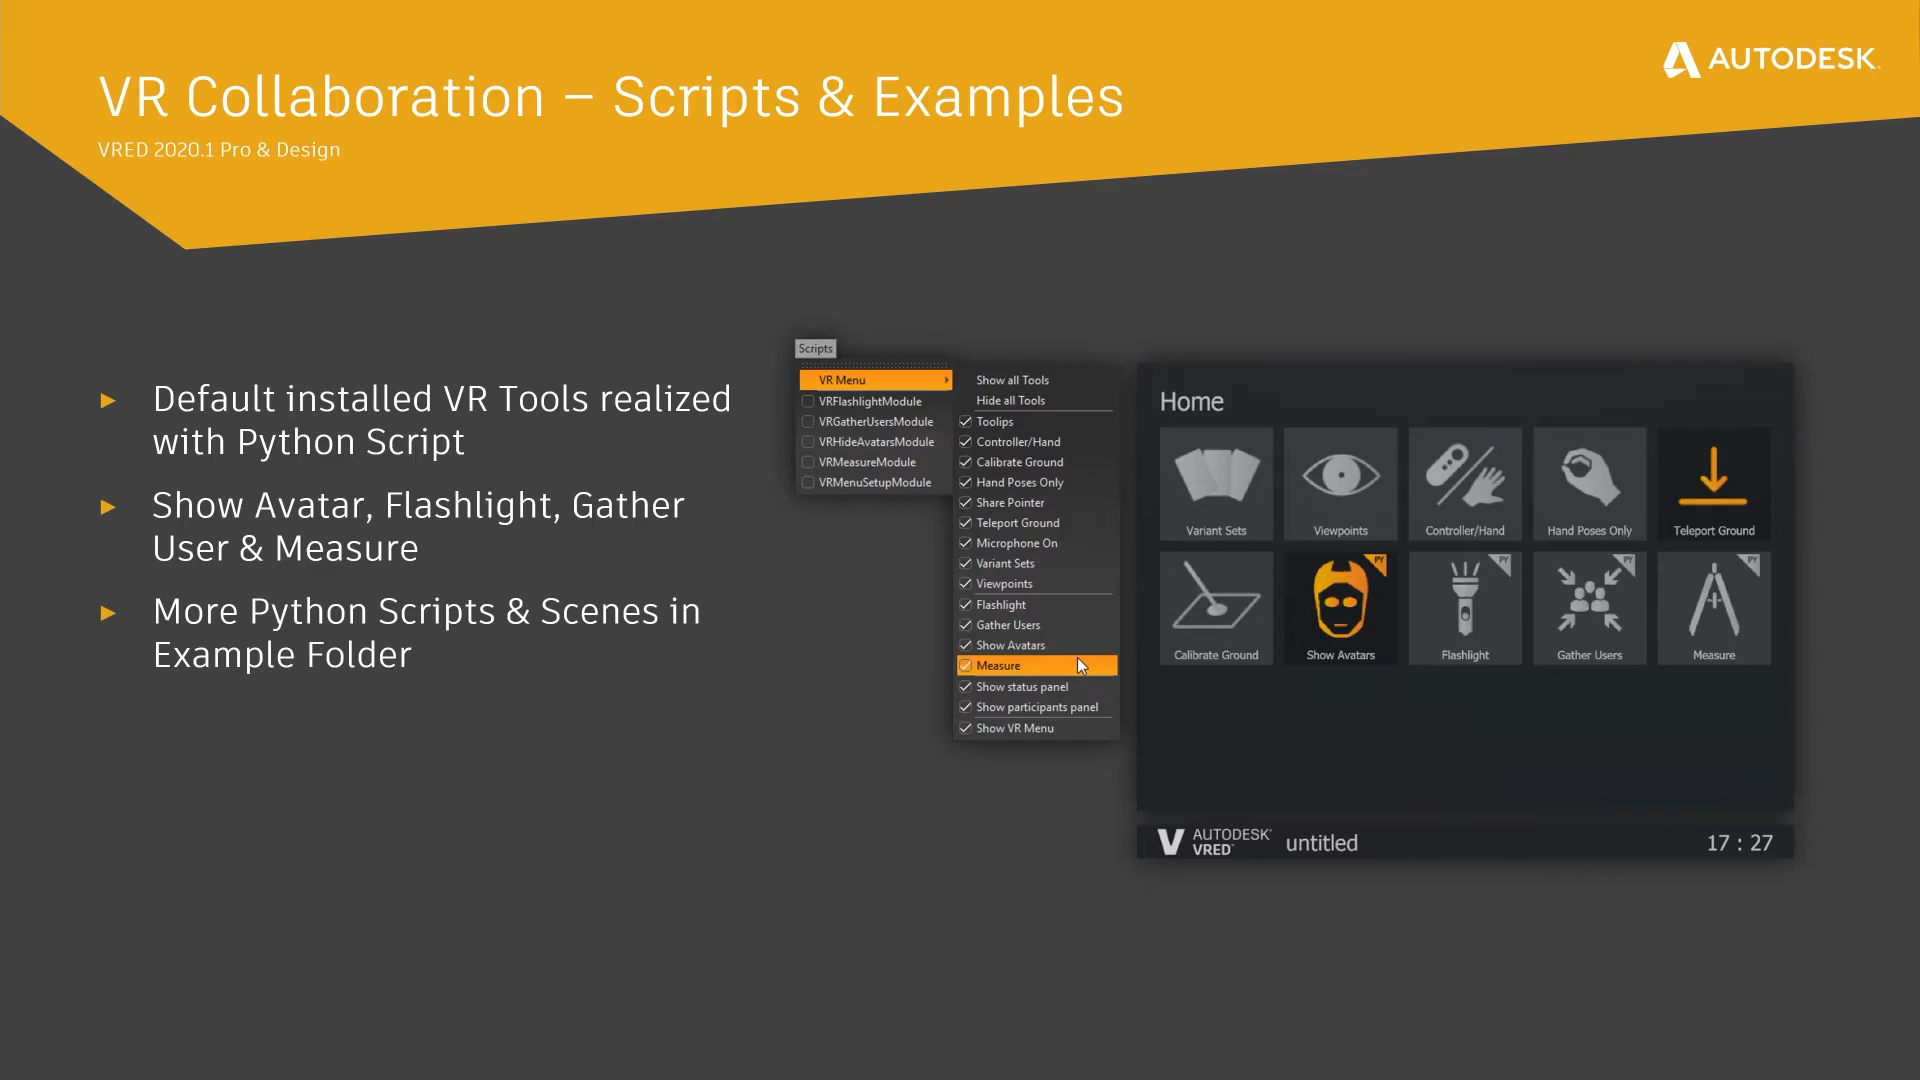 AUTODESK
VR Collaboration – Scripts & Examples
VRED 2020.1 Pro & Design
▸ Default installed VR Tools realized
with Python Script
▸ Show Avatar, Flashlight, Gather
User & Measure
▸ More Python Scripts & Scenes in
Example Folder
Scripts
VR Menu
VRFlashlightModule
VRGatherUsersModule
VRHideAvatarsModule
VRMeasureModule
VRMenuSetupModule
Show all Tools
Hide all Tools
Toolips
Controller/Hand
Calibrate Ground
Hand Poses Only
Share Pointer
Teleport Ground
Microphone On
Variant Sets
Viewpoints
Flashlight
Gather Users
Show Avatars
Measure
Show status panel
Show participants panel
Show VR Menu
Home
Variant Sets
Viewpoints
Controller/Hand
Hand Poses Only
Teleport Ground
PY
PY
PY
PY
Calibrate Ground
Show Avatars
Flashlight
Gather Users
Measure
AUTODESK®
VRED™
untitled
17 : 27